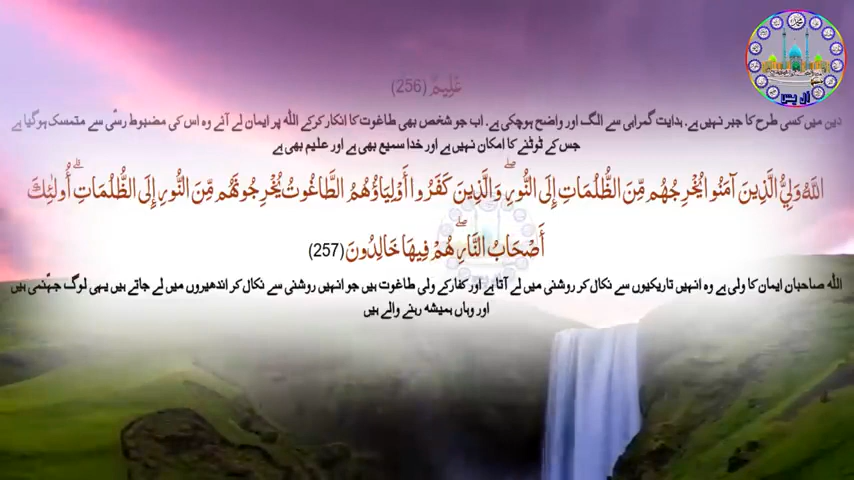 عَلِيمٌ (256)
دین میں کسی طرح کا جبر نہیں ہے۔ ہدایت گمراہی سے الگ اور واضح ہوچکی ہے۔ اب جو شخص بھی طاغوت کا انکار کرکے اللہ پر ایمان لے آئے وہ اس کی مضبوط رسّی سے متمسک ہوگیا ہے
جس کے ٹوٹنے کا امکان نہیں ہے اور خدا سمیع بھی ہے اور علیم بھی ہے
اللَّهُ وَلِيُّ الَّذِينَ آمَنُوا يُخْرِجُهُم مِّنَ الظُّلُمَاتِ إِلَى النُّورِ ۖ وَالَّذِينَ كَفَرُوا أَوْلِيَاؤُهُمُ الطَّاغُوتُ يُخْرِجُونَهُم مِّنَ النُّورِ إِلَى الظُّلُمَاتِ ۗ أُولَٰئِكَ
أَصْحَابُ النَّارِ ۖ هُمْ فِيهَا خَالِدُونَ (257)
اللہ صاحبان ایمان کا ولی ہے وہ انہیں تاریکیوں سے نکال کر روشنی میں لے آتا ہے اور کفار کے ولی طاغوت ہیں جو انہیں روشنی سے نکال کر اندھیروں میں لے جاتے ہیں یہی لوگ جہّنمی ہیں
اور وہاں ہمیشہ رہنے والے ہیں